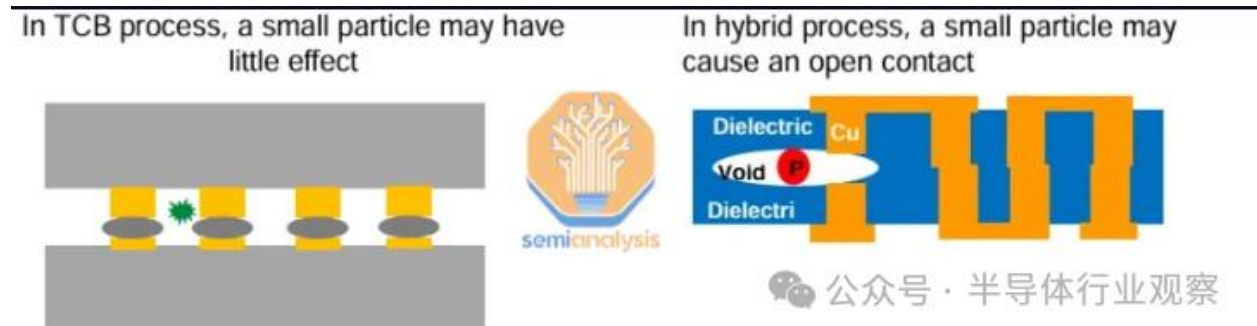 In TCB process, a small particle may have
little effect
In hybrid process, a small particle may
cause an open contact
Dielectric
Cu
Void
P
Dielectri
semianalysis
公众号 · 半导体行业观察